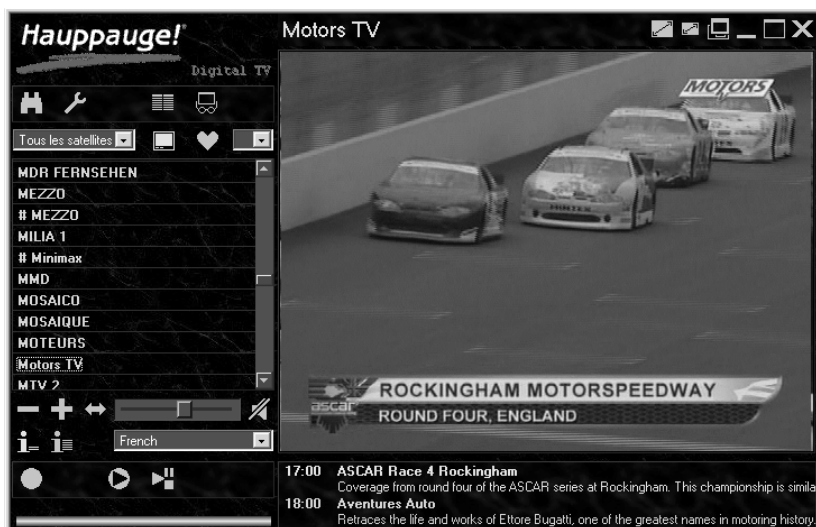 Hauppauge!
Digital TV
Motors TV
Tous les satellites
MDR FERNSEHEN
MEZZO
# MEZZO
MILIA 1
# Minimax
MMD
MOSAICO
MOSAIQUE
MOTEURS
Motors TV
MTV 2
French
MOTORS
HUNTER
ascar
ROCKINGHAM MOTORSPEEDWAY
ROUND FOUR, ENGLAND
17:00 ASCAR Race 4 Rockingham
Coverage from round four of the ASCAR series at Rockingham. This championship is simila
18:00 Aventures Auto
Retraces the life and works of Ettore Bugatti, one of the greatest names in motoring history,